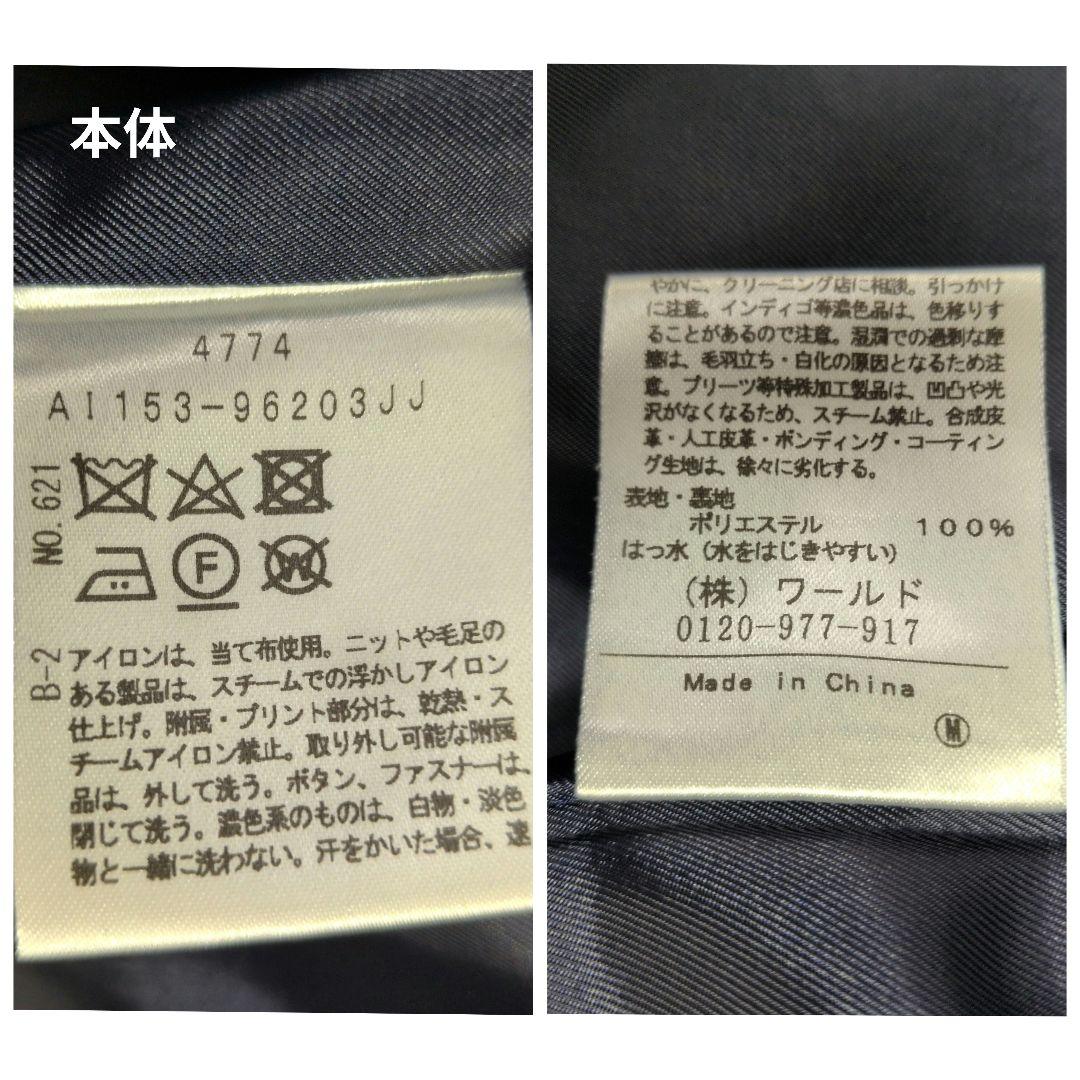 本体
4774
AI153-96203JJ
NO.621
F
W
B-2
アイロンは、当て布使用。ニットや毛足の
ある製品は、スチームでの浮かしアイロン
仕上げ。附属・プリント部分は、乾熱・ス
チームアイロン禁止。取り外し可能な附属
品は、外して洗う。ボタン、ファスナーは、
閉じて洗う。濃色系のものは、白物・淡色
物と一緒に洗わない。汗をかいた場合、速
やかに、クリーニング店に相談。引っかけ
に注意。インディゴ等濃色品は、色移りす
ることがあるので注意。湿潤での過剰な摩
擦は、毛羽立ち・白化の原因となるため注
意。プリーツ等特殊加工製品は、凹凸や光
沢がなくなるため、スチーム禁止。合成皮
革・人工皮革・ボンディング・コーティン
グ生地は、徐々に劣化する。
表地・裏地
ポリエステル 100%
はっ水（水をはじきやすい）
（株）ワールド
0120-977-917
Made in China
M